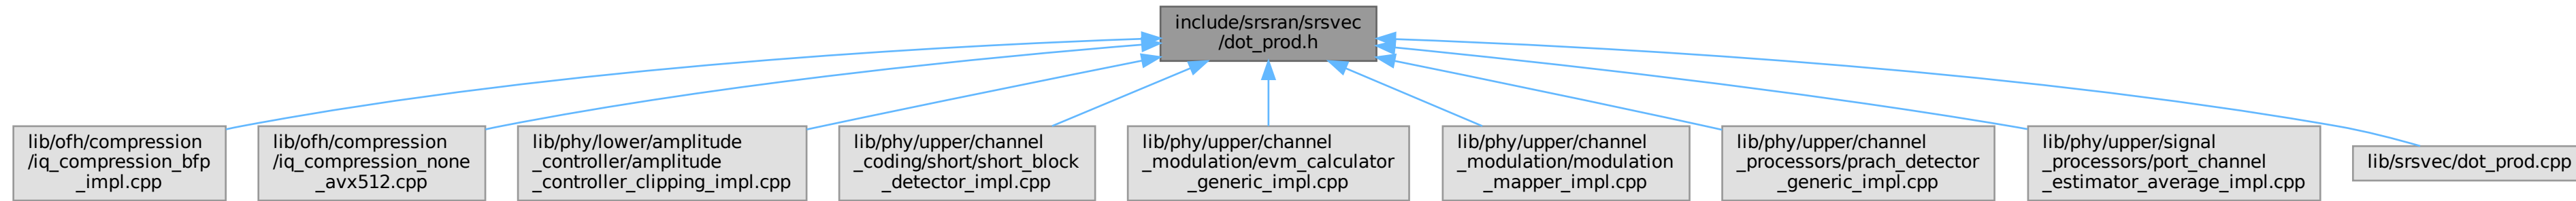 include/srsran/srsvec
/dot_prod.h
lib/ofh/compression
/iq_compression_bfp
_impl.cpp
lib/ofh/compression
/iq_compression_none
_avx512.cpp
lib/phy/lower/amplitude
_controller/amplitude
_controller_clipping_impl.cpp
lib/phy/upper/channel
_coding/short/short_block
_detector_impl.cpp
lib/phy/upper/channel
_modulation/evm_calculator
_generic_impl.cpp
lib/phy/upper/channel
_modulation/modulation
_mapper_impl.cpp
lib/phy/upper/channel
_processors/prach_detector
_generic_impl.cpp
lib/phy/upper/signal
_processors/port_channel
_estimator_average_impl.cpp
lib/srsvec/dot_prod.cpp